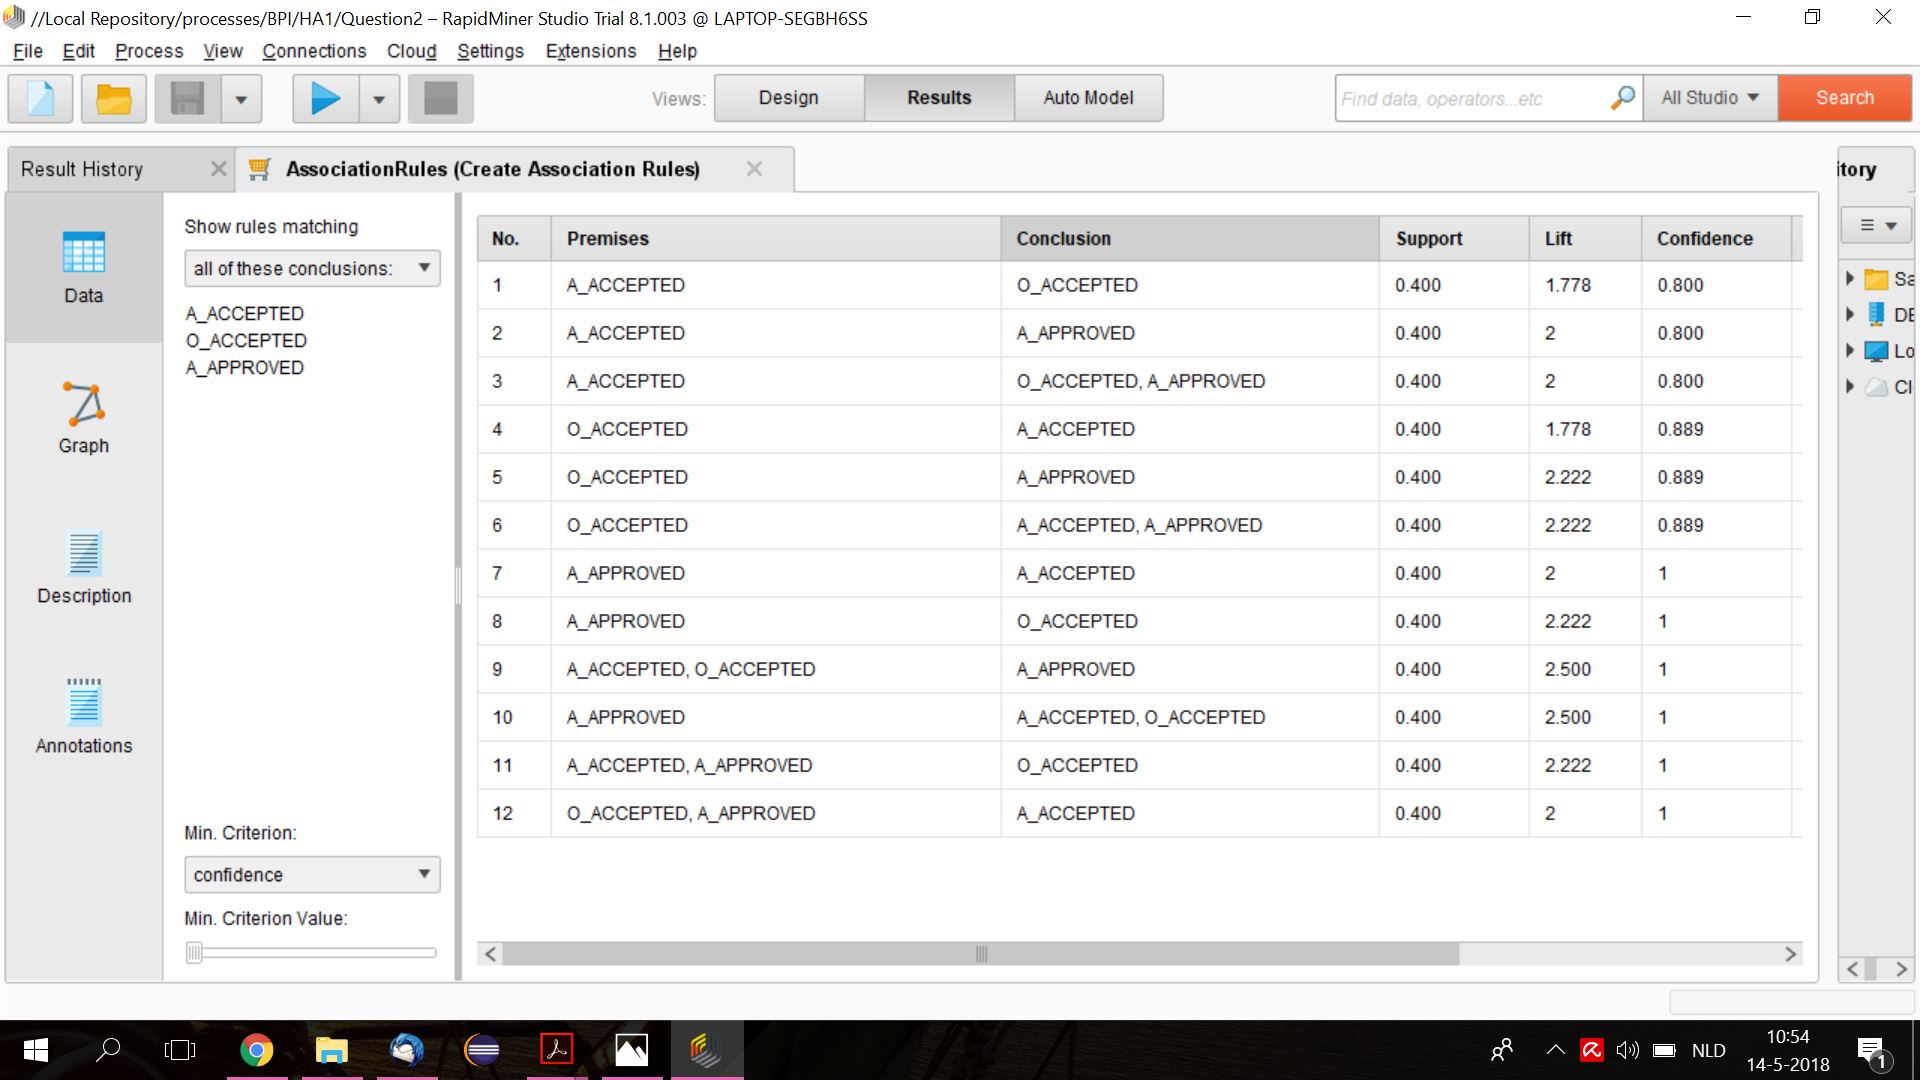 //Local Repository/processes/BPI/HA1/Question2 – RapidMiner Studio Trial 8.1.003 @ LAPTOP-SEGBH6SS
File Edit Process View Connections Cloud Settings Extensions Help
Views: Design Results Auto Model Find data, operators...etc All Studio Search
Result History AssociationRules (Create Association Rules) itory
Show rules matching
all of these conclusions:
A_ACCEPTED
O_ACCEPTED
A_APPROVED
Data
Graph
Description
Annotations
Min. Criterion:
confidence
Min. Criterion Value:
No. Premises Conclusion Support Lift Confidence
1 A_ACCEPTED O_ACCEPTED 0.400 1.778 0.800
2 A_ACCEPTED A_APPROVED 0.400 2 0.800
3 A_ACCEPTED O_ACCEPTED, A_APPROVED 0.400 2 0.800
4 O_ACCEPTED A_ACCEPTED 0.400 1.778 0.889
5 O_ACCEPTED A_APPROVED 0.400 2.222 0.889
6 O_ACCEPTED A_ACCEPTED, A_APPROVED 0.400 2.222 0.889
7 A_APPROVED A_ACCEPTED 0.400 2 1
8 A_APPROVED O_ACCEPTED 0.400 2.222 1
9 A_ACCEPTED, O_ACCEPTED A_APPROVED 0.400 2.500 1
10 A_APPROVED A_ACCEPTED, O_ACCEPTED 0.400 2.500 1
11 A_ACCEPTED, A_APPROVED O_ACCEPTED 0.400 2.222 1
12 O_ACCEPTED, A_APPROVED A_ACCEPTED 0.400 2 1
Sa
DE
Lo
Cl
NLD
10:54
14-5-2018
1